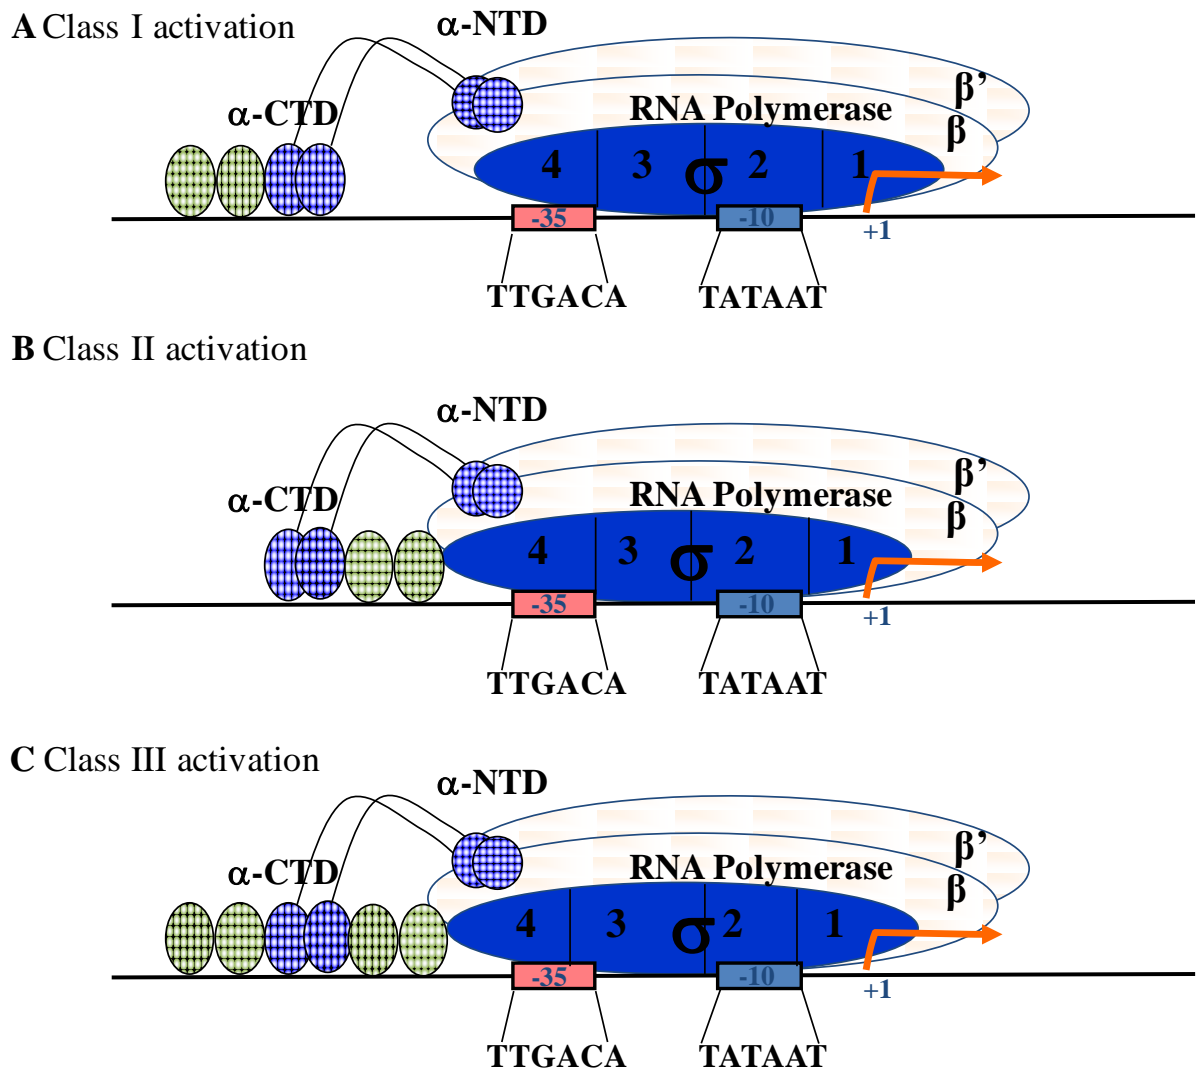 A Class I activation
α-NTD
β’
α-CTD
RNA Polymerase
β
4 3 σ 2 1
-35 -10 +1
TTGACA TATAAT
B Class II activation
α-NTD
β’
α-CTD
RNA Polymerase
β
4 3 σ 2 1
-35 -10 +1
TTGACA TATAAT
C Class III activation
α-NTD
β’
α-CTD
RNA Polymerase
β
4 3 σ 2 1
-35 -10 +1
TTGACA TATAAT